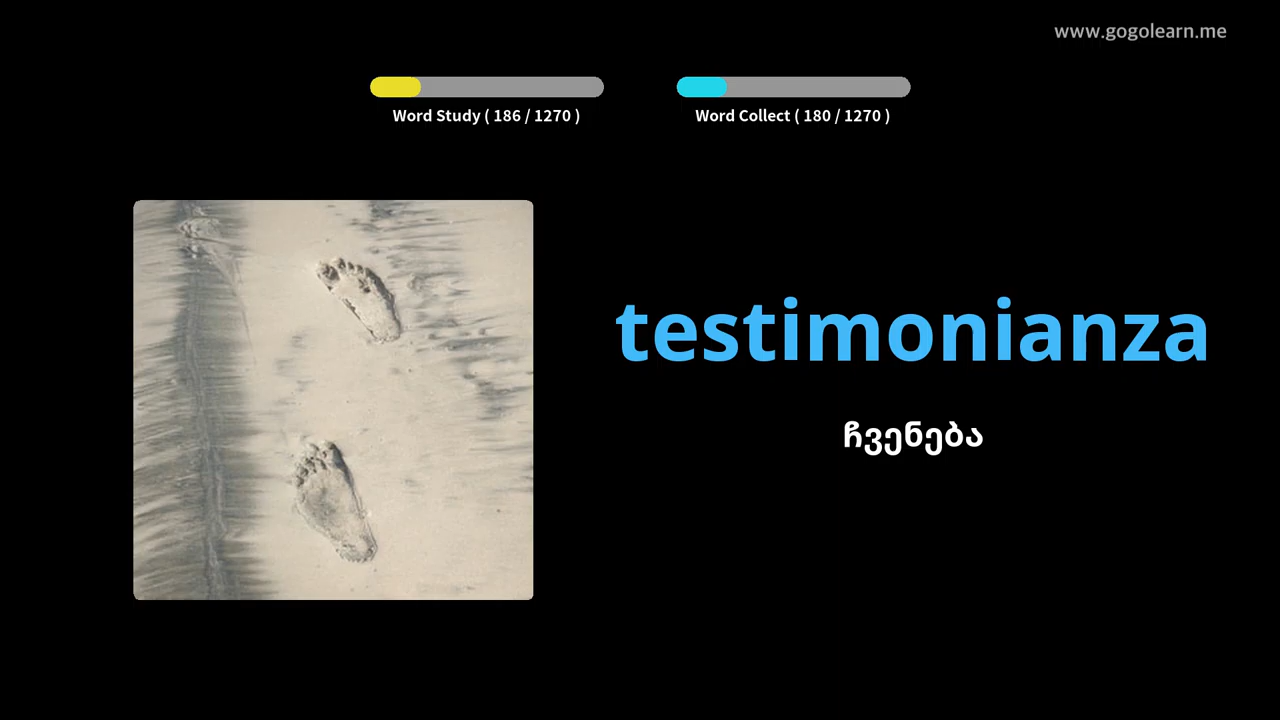 www.gogolearn.me
Word Study ( 186 / 1270 )
Word Collect ( 180 / 1270 )
testimonianza
ჩვენება